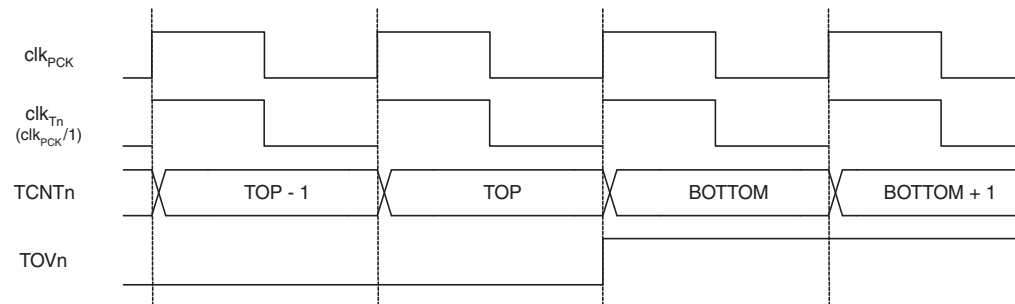 clkPCK
clkTn
(clkPCK/1)
TCNTn TOP - 1 TOP BOTTOM BOTTOM + 1
TOVn